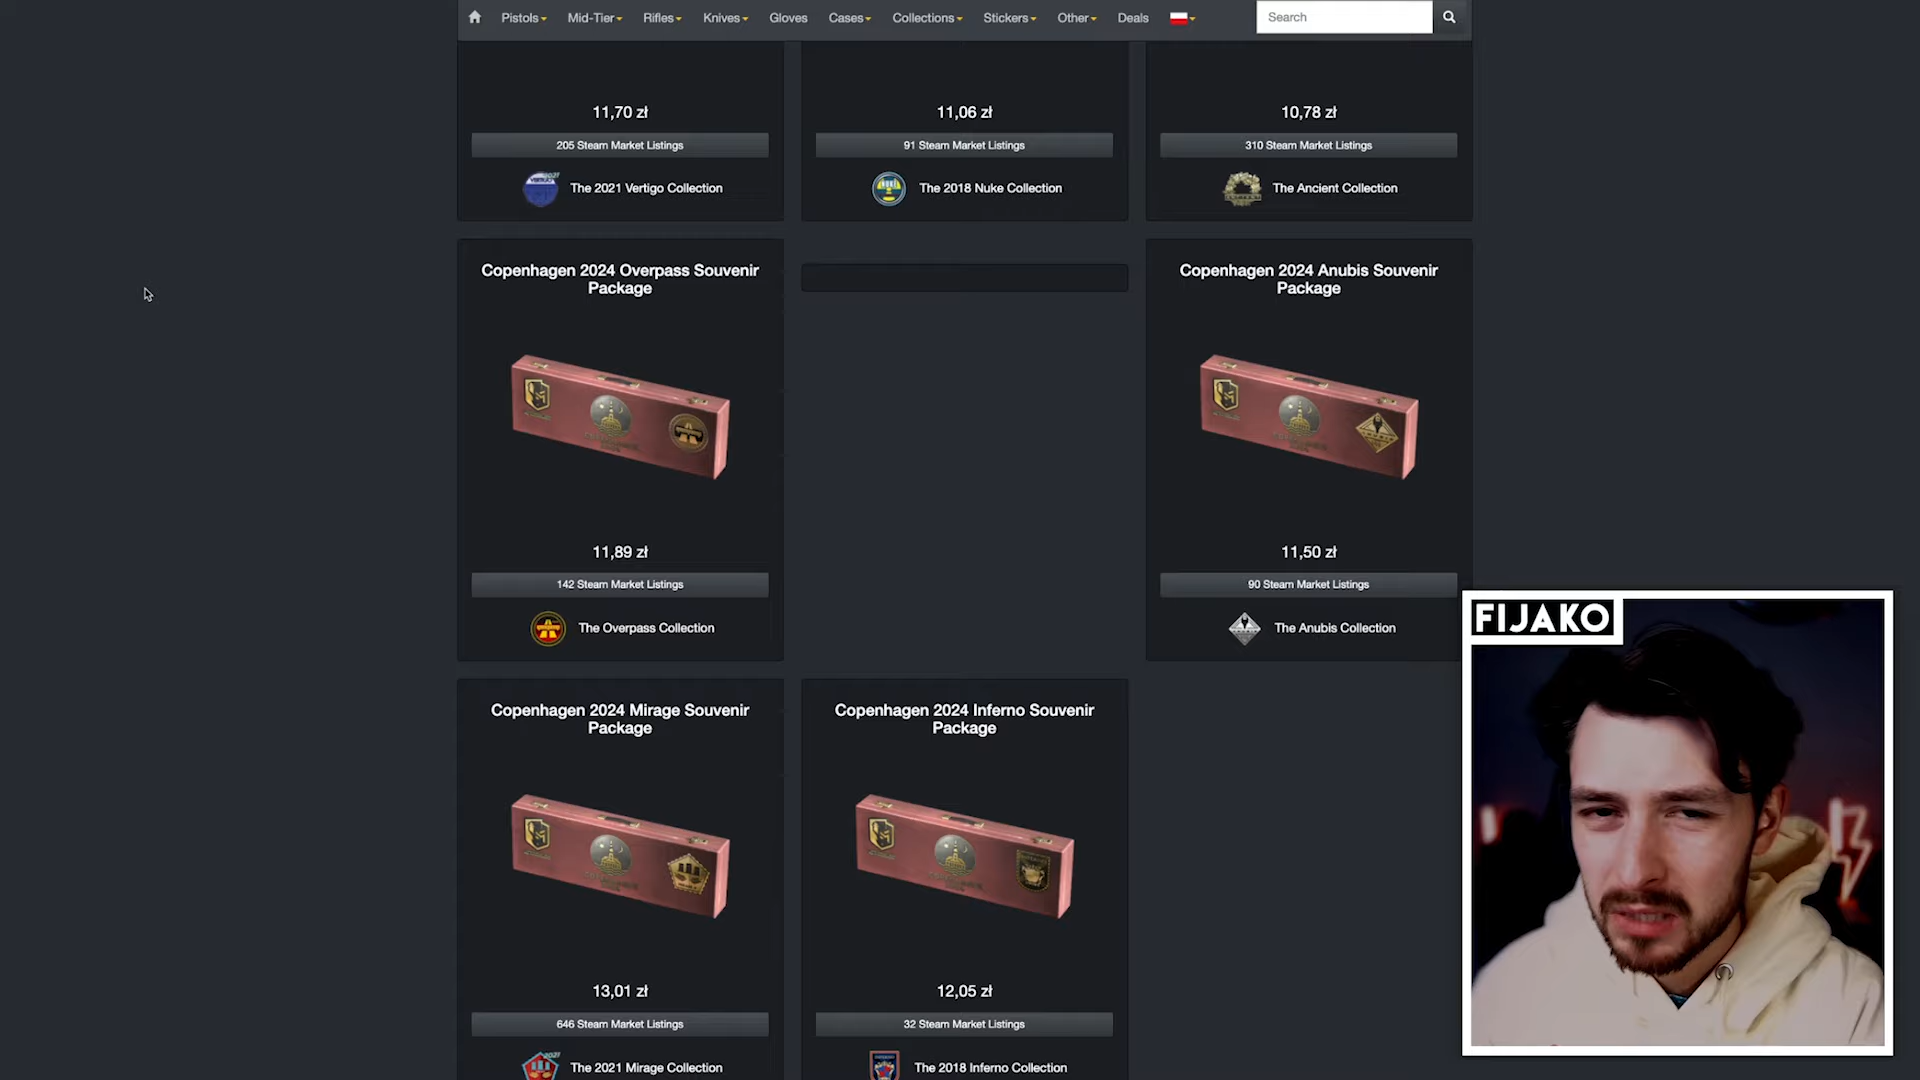 Pistols Mid-Tier Rifles Knives Gloves Cases Collections Stickers Other Deals Search
11,70 zł
205 Steam Market Listings
The 2021 Vertigo Collection
11,06 zł
91 Steam Market Listings
The 2018 Nuke Collection
10,78 zł
310 Steam Market Listings
The Ancient Collection
Copenhagen 2024 Overpass Souvenir
Package
11,89 zł
142 Steam Market Listings
The Overpass Collection
Copenhagen 2024 Anubis Souvenir
Package
11,50 zł
90 Steam Market Listings
The Anubis Collection
Copenhagen 2024 Mirage Souvenir
Package
13,01 zł
646 Steam Market Listings
The 2021 Mirage Collection
Copenhagen 2024 Inferno Souvenir
Package
12,05 zł
32 Steam Market Listings
The 2018 Inferno Collection
FIJAKO